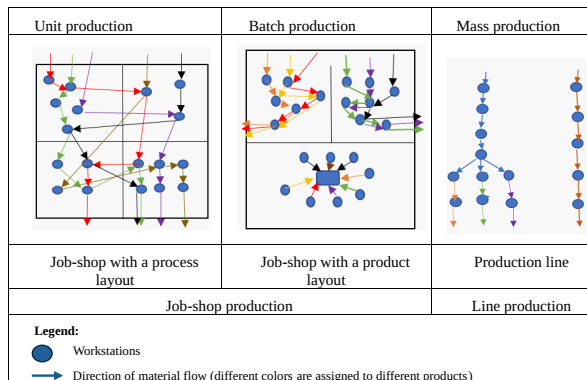 Unit production
Batch production
Mass production
Job-shop with a process
layout
Job-shop with a product
layout
Production line
Job-shop production
Line production
Legend:
Workstations
Direction of material flow (different colors are assigned to different products)